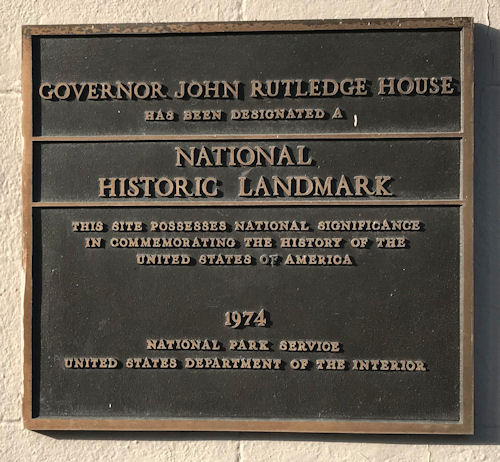 GOVERNOR JOHN RUTLEDGE HOUSE
HAS BEEN DESIGNATED A
NATIONAL
HISTORIC LANDMARK
THIS SITE POSSESSES NATIONAL SIGNIFICANCE
IN COMMEMORATING THE HISTORY OF THE
UNITED STATES OF AMERICA
1974
NATIONAL PARK SERVICE
UNITED STATES DEPARTMENT OF THE INTERIOR